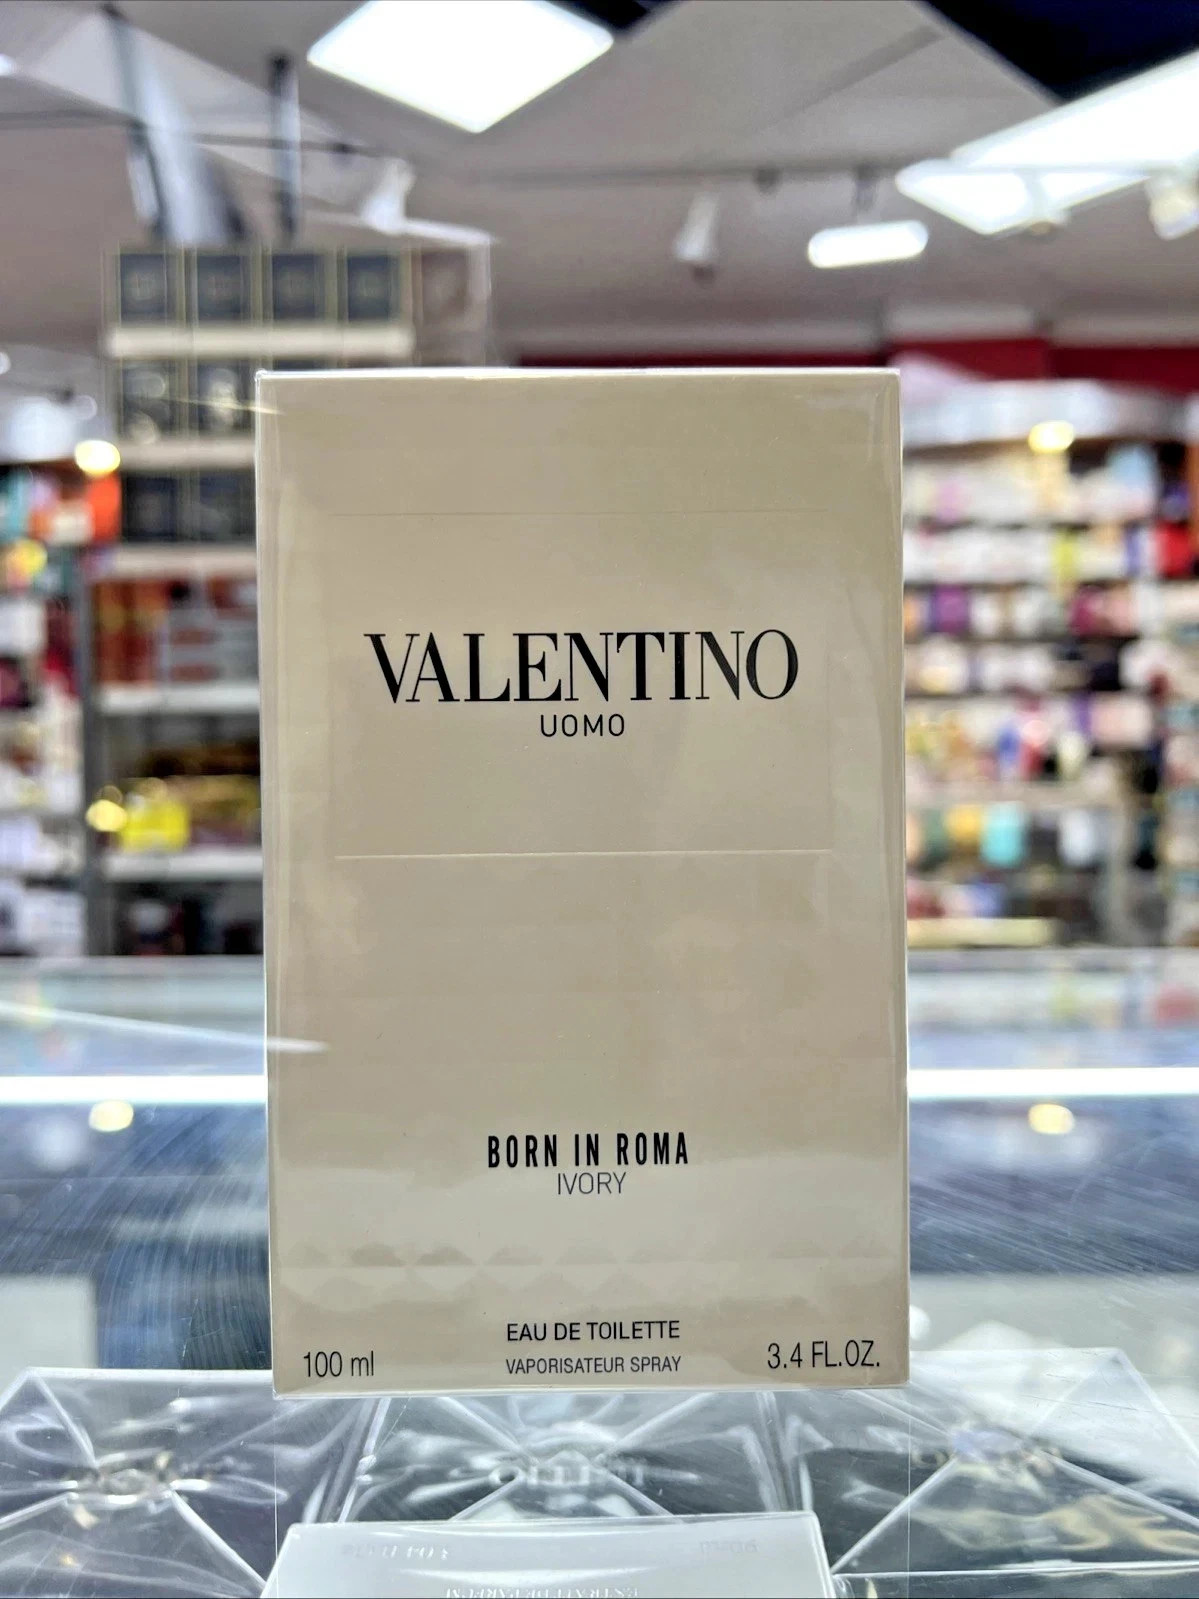 VALENTINO
UOMO
BORN IN ROMA
IVORY
EAU DE TOILETTE
100 ml
VAPORISATEUR SPRAY
3.4 FL.OZ.